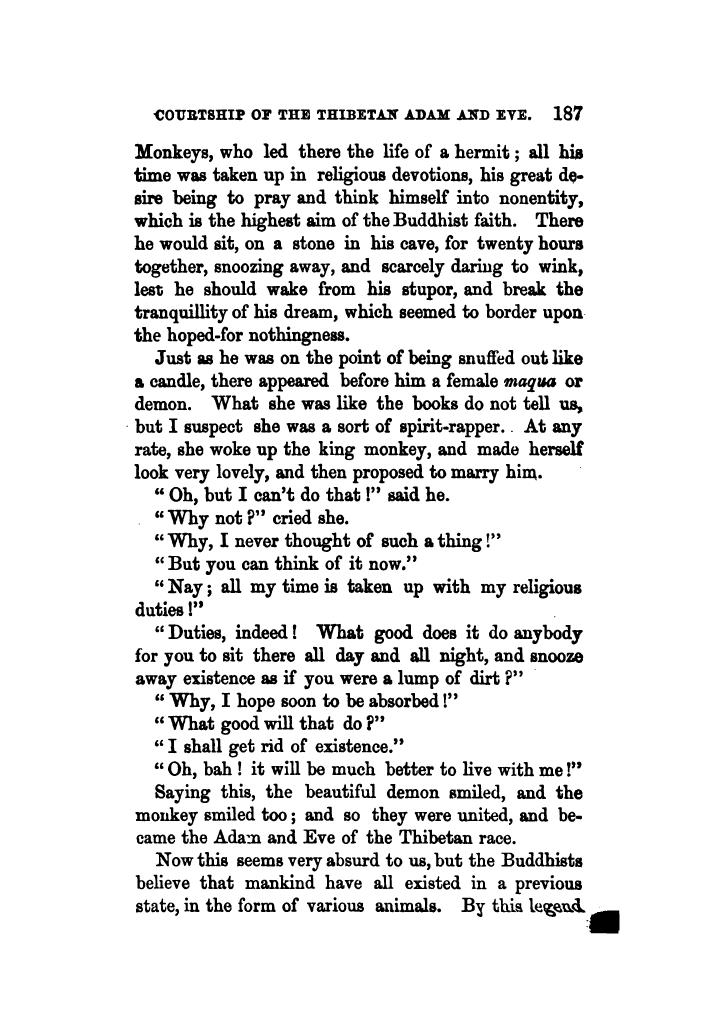 COURTSHIP OF THE THIBETAN ADAM AND EVE. 187
Monkeys, who led there the life of a hermit; all his
time was taken up in religious devotions, his great de-
sire being to pray and think himself into nonentity,
which is the highest aim of the Buddhist faith. There
he would sit, on a stone in his cave, for twenty hours
together, snoozing away, and scarcely daring to wink,
lest he should wake from his stupor, and break the
tranquillity of his dream, which seemed to border upon
the hoped-for nothingness.
Just as he was on the point of being snuffed out like
a candle, there appeared before him a female maqua or
demon. What she was like the books do not tell us,
but I suspect she was a sort of spirit-rapper. At any
rate, she woke up the king monkey, and made herself
look very lovely, and then proposed to marry him.
"Oh, but I can't do that!" said he.
"Why not?" cried she.
"Why, I never thought of such a thing!"
"But you can think of it now."
"Nay; all my time is taken up with my religious
duties!"
"Duties, indeed! What good does it do anybody
for you to sit there all day and all night, and snooze
away existence as if you were a lump of dirt?"
"Why, I hope soon to be absorbed!"
"What good will that do?"
"I shall get rid of existence."
"Oh, bah! it will be much better to live with me!"
Saying this, the beautiful demon smiled, and the
monkey smiled too; and so they were united, and be-
came the Adam and Eve of the Thibetan race.
Now this seems very absurd to us, but the Buddhists
believe that mankind have all existed in a previous
state, in the form of various animals. By this legend